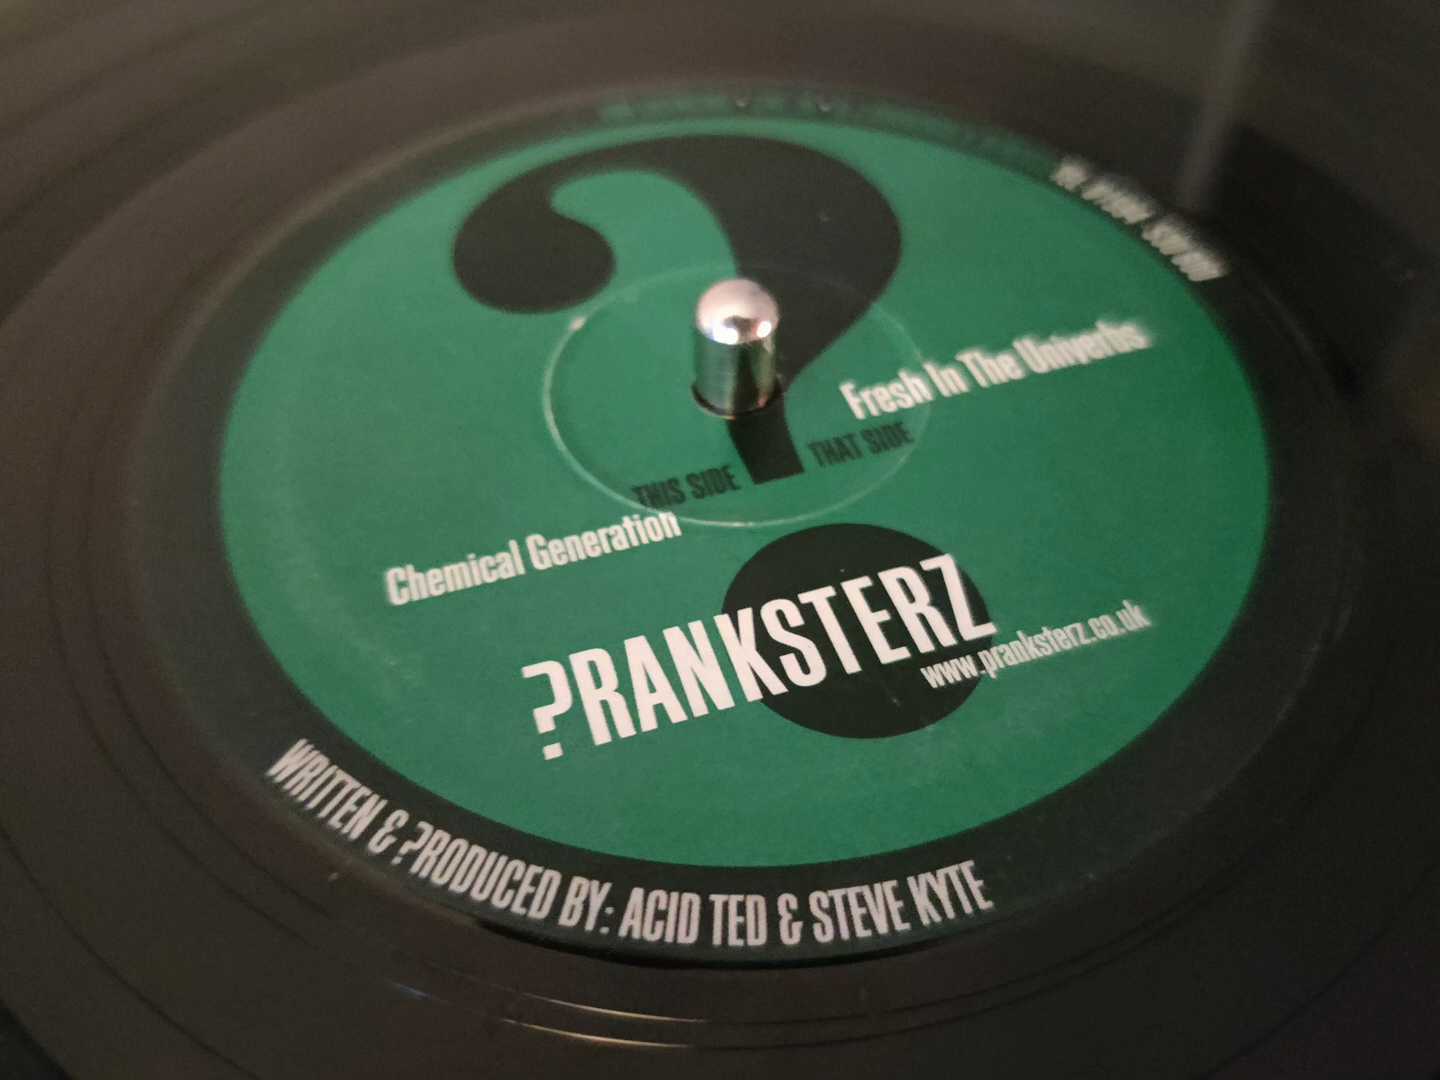 Fresh In The Univerbs
THIS SIDE THAT SIDE
Chemical Generation
?RANKSTERZ
www.pranksterz.co.uk
WRITTEN & ?RODUCED BY: ACID TED & STEVE KYTE